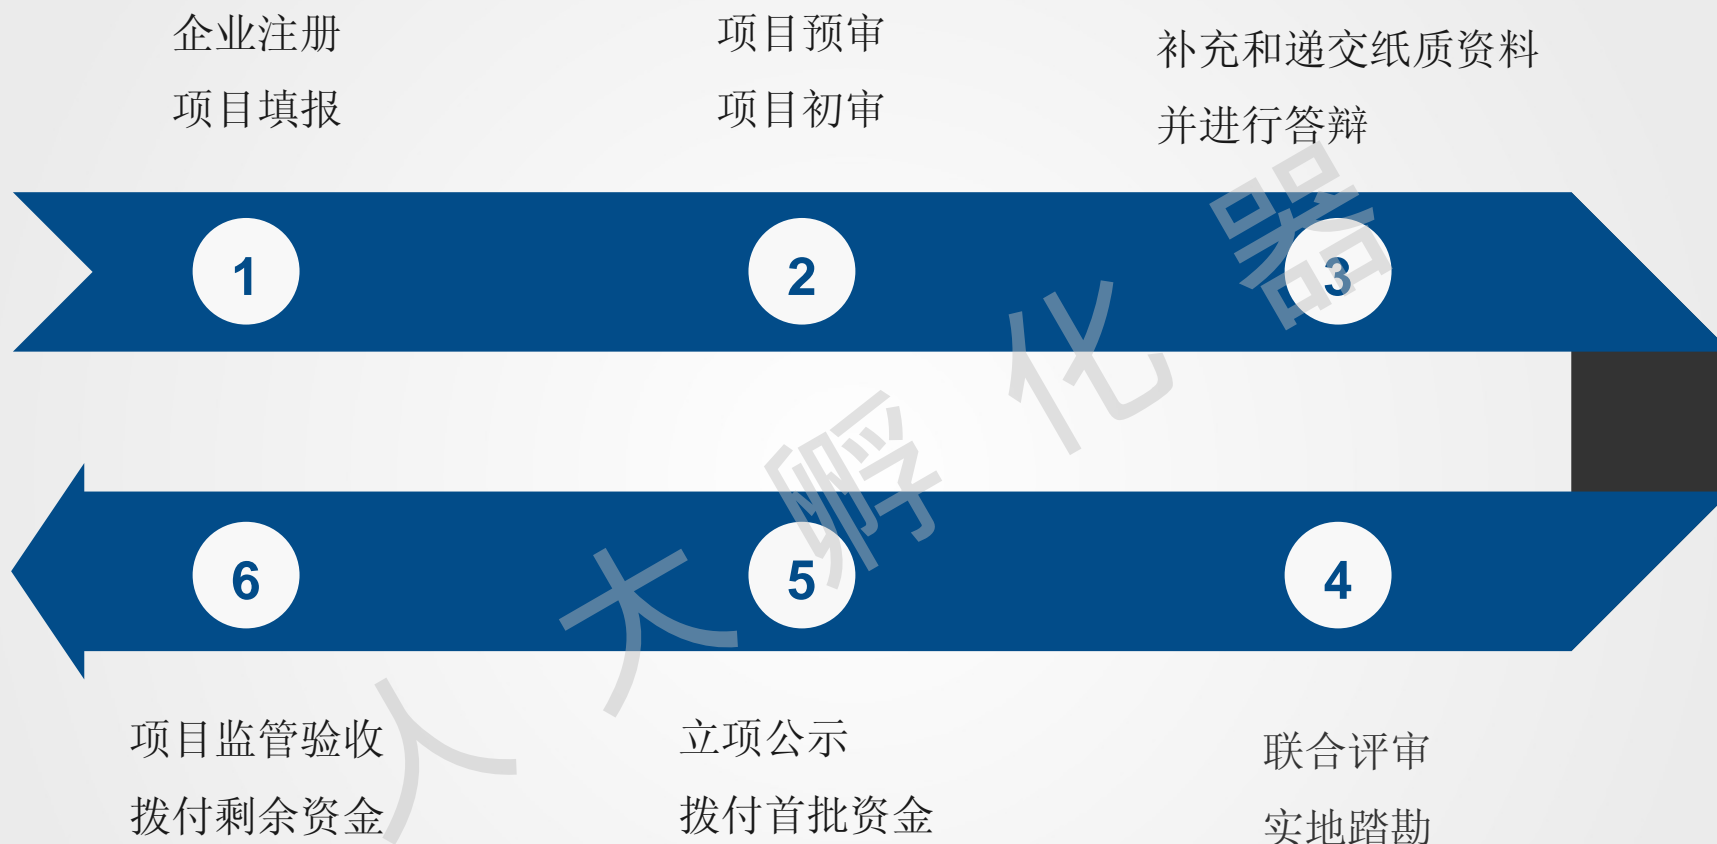 企业注册
项目填报
项目预审
项目初审
补充和递交纸质资料
并进行答辩
1
2
3
4
5
6
联合评审
实地踏勘
立项公示
拨付首批资金
项目监管验收
拨付剩余资金
人大孵化器